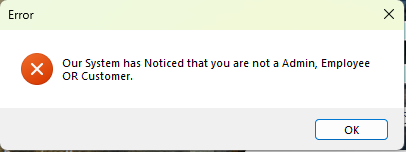 Error
Our System has Noticed that you are not a Admin, Employee
OR Customer.
OK